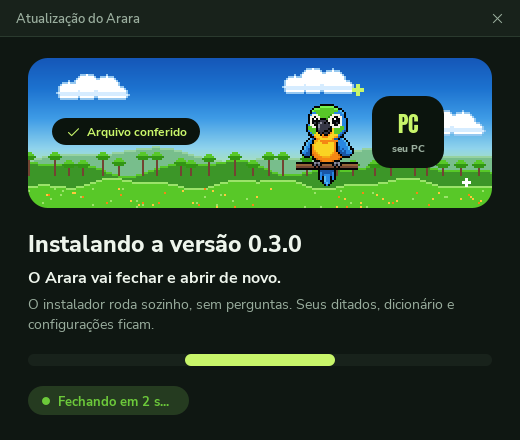 Atualização do Arara
Arquivo conferido
PC
seu PC
Instalando a versão 0.3.0
O Arara vai fechar e abrir de novo.
O instalador roda sozinho, sem perguntas. Seus ditados, dicionário e
configurações ficam.
Fechando em 2 s...